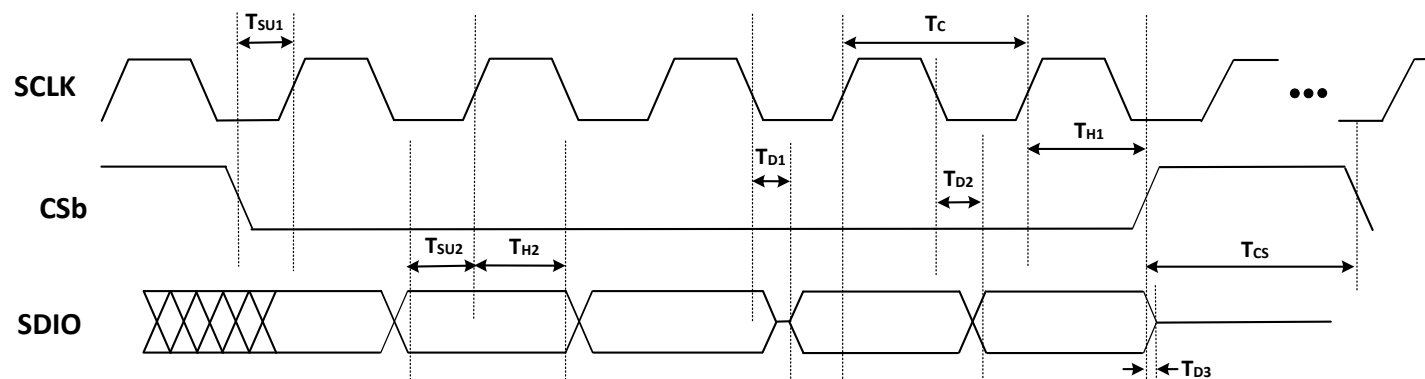 TSU1
TC
SCLK
TH1
TD1
TD2
CSb
TSU2
TH2
TCS
SDIO
TD3